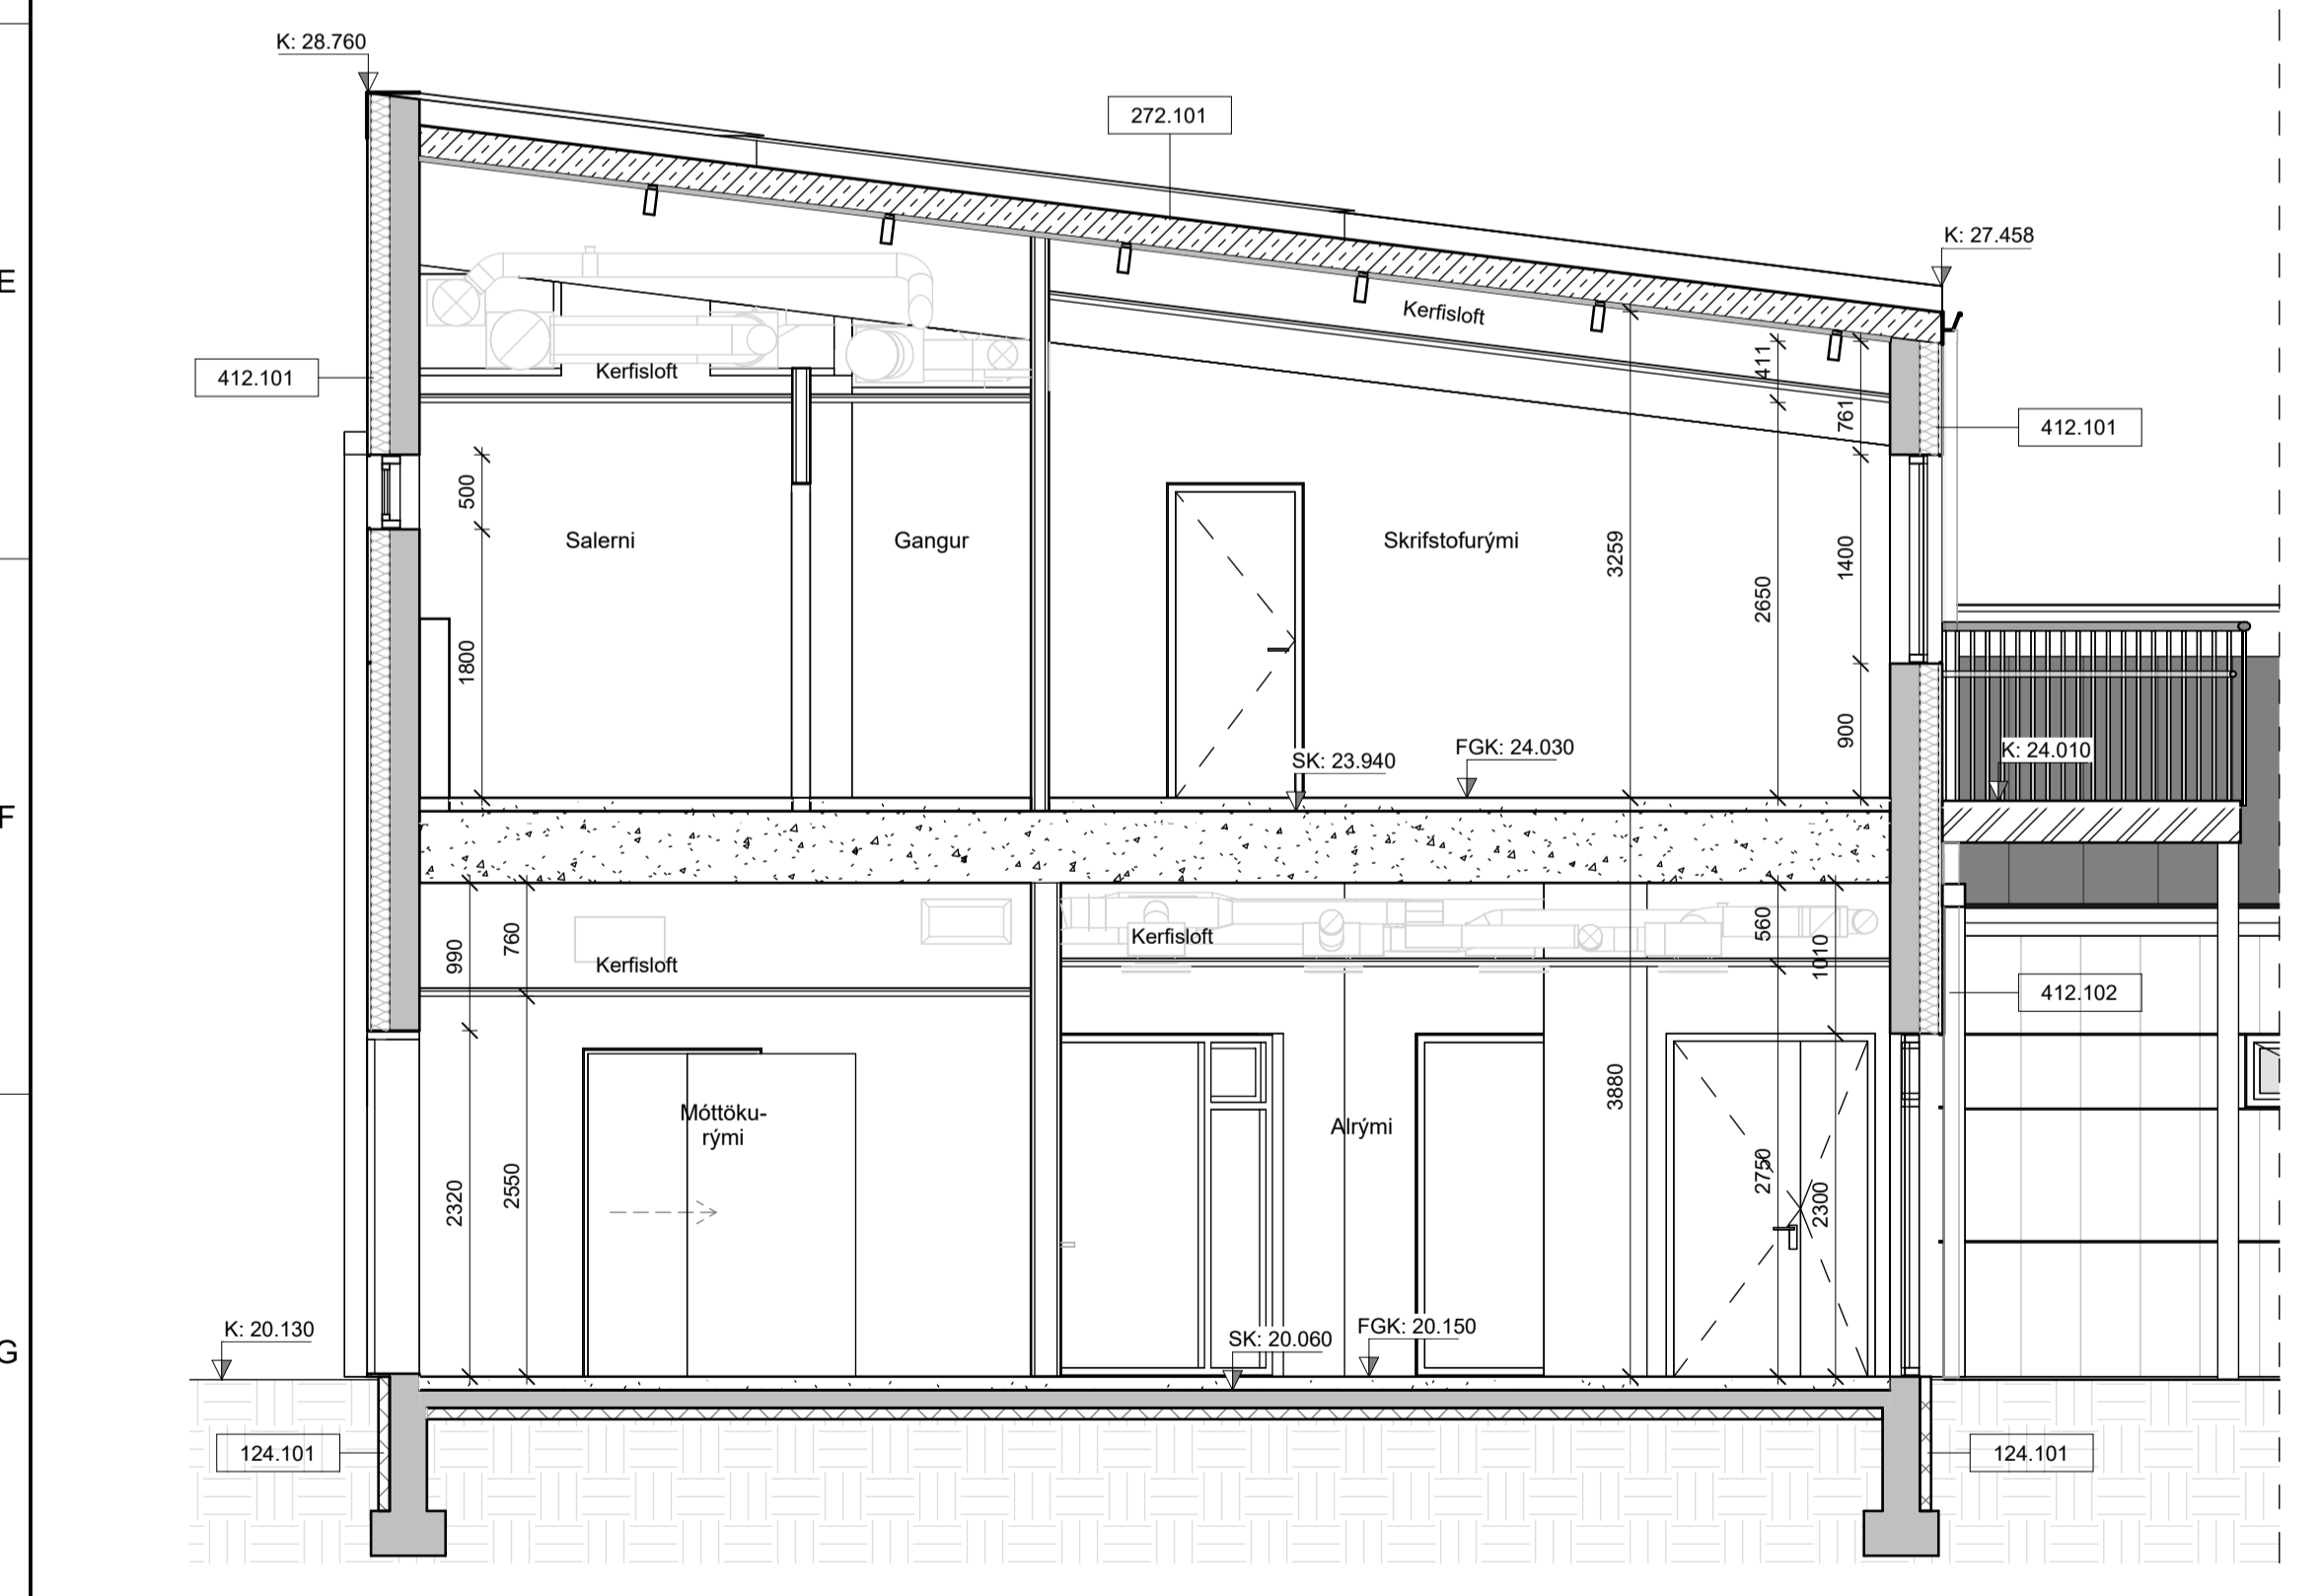 K: 28.760
272.101
K: 27.458
E
Kerfisloft
411
Kerfisloft
412.101
761
412.101
500
Salerni
Gangur
Skrifstofurými
3259
1400
2650
1800
900
FGK: 24.030
SK: 23.940
K: 24.010
F
560
760
Kerfisloft
990
1010
Kerfisloft
412.102
3880
Móttöku-
rými
Alrými
2750
2550
2320
2300
K: 20.130
FGK: 20.150
SK: 20.060
G
124.101
124.101